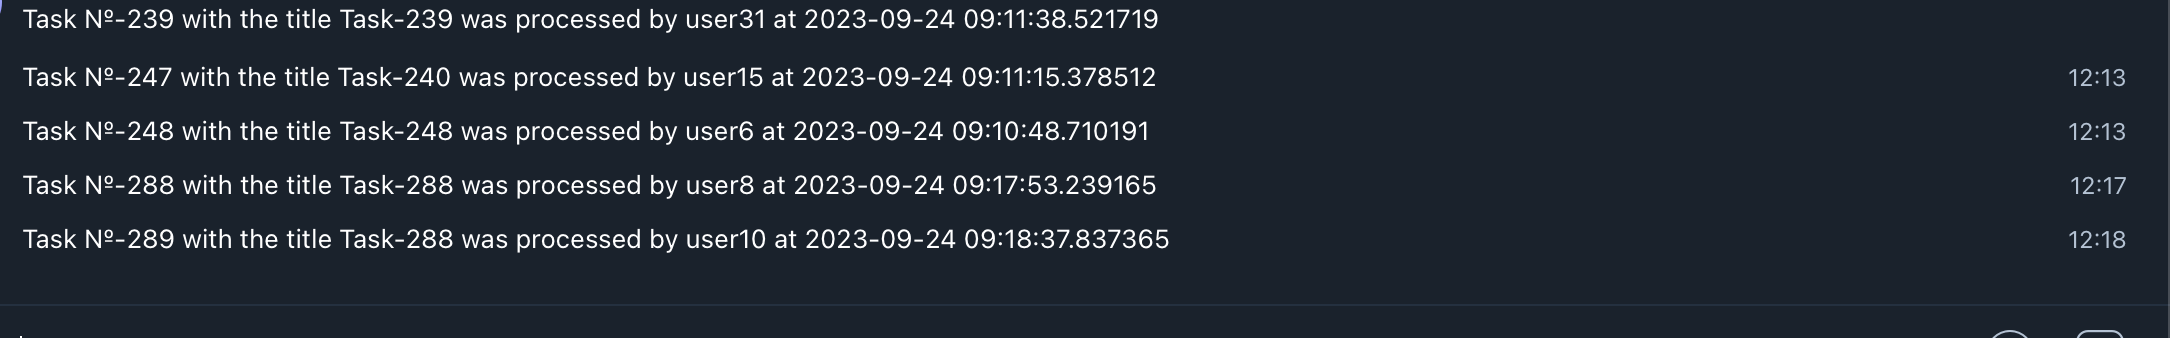 Task Nº-239 with the title Task-239 was processed by user31 at 2023-09-24 09:11:38.521719
Task Nº-247 with the title Task-240 was processed by user15 at 2023-09-24 09:11:15.378512 12:13
Task Nº-248 with the title Task-248 was processed by user6 at 2023-09-24 09:10:48.710191 12:13
Task Nº-288 with the title Task-288 was processed by user8 at 2023-09-24 09:17:53.239165 12:17
Task Nº-289 with the title Task-288 was processed by user10 at 2023-09-24 09:18:37.837365 12:18